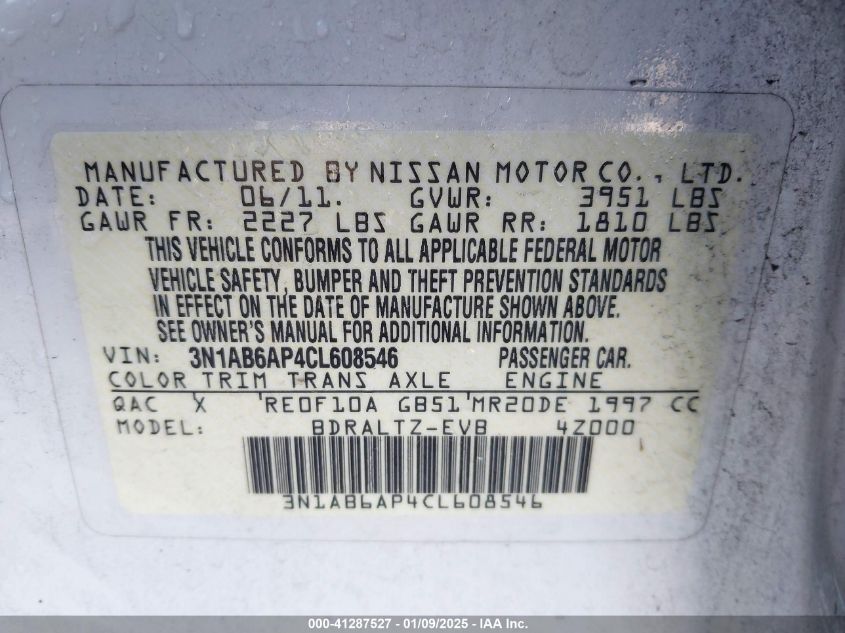 MANUFACTURED BY NISSAN MOTOR CO., LTD.
DATE: 06/11. GVWR: 3951 LBS
GAWR FR: 2227 LBS GAWR RR: 1810 LBS
THIS VEHICLE CONFORMS TO ALL APPLICABLE FEDERAL MOTOR
VEHICLE SAFETY, BUMPER AND THEFT PREVENTION STANDARDS
IN EFFECT ON THE DATE OF MANUFACTURE SHOWN ABOVE.
SEE OWNER'S MANUAL FOR ADDITIONAL INFORMATION.
VIN: 3N1AB6AP4CL608546 PASSENGER CAR.
COLOR TRIM TRANS AXLE ENGINE
QAC X RE0F10A GB51 MR20DE 1997 CC
MODEL: BDRALTZ-EVB 4Z000
3N1AB6AP4CL608546
000-41287527 - 01/09/2025 - IAA Inc.